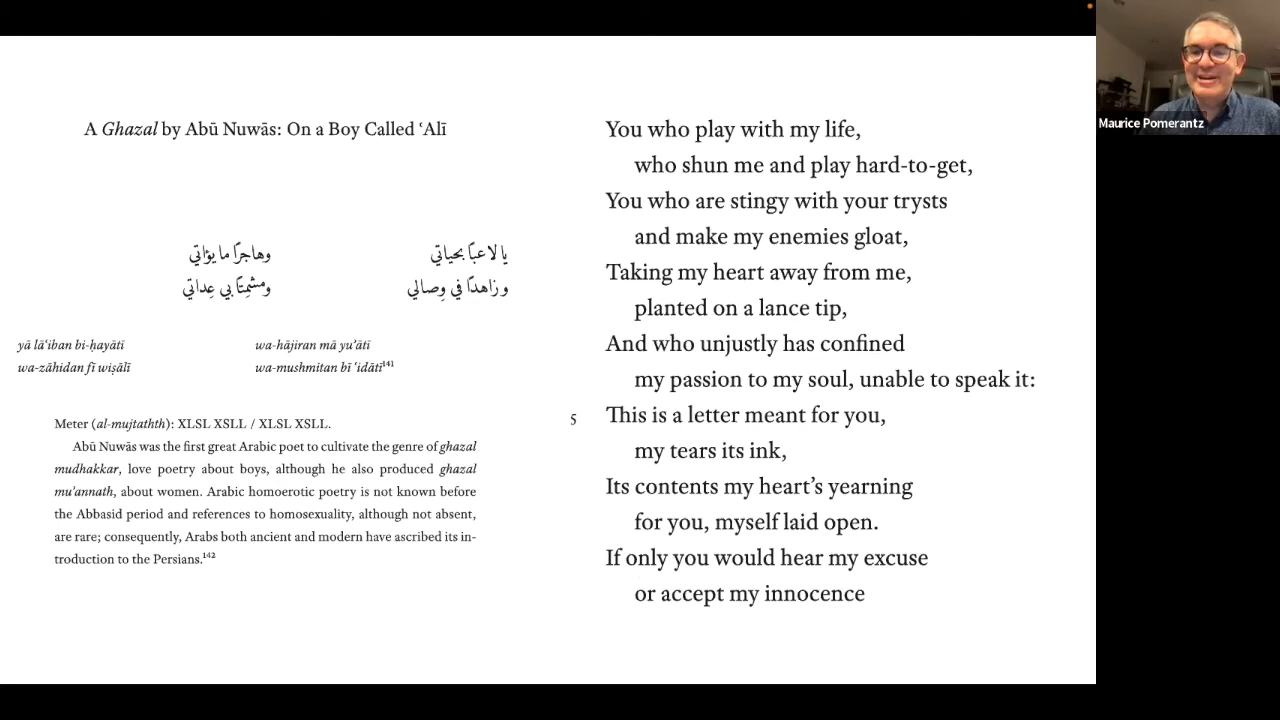 A Ghazal by Abū Nuwās: On a Boy Called ʿAlī
يا لاعبًا بحياتي وهاجرًا ما يؤاتي
وزاهدًا في وِصالي ومشمِتًا بي عِداتي
yā lāʿiban bi-ḥayātī wa-hājiran mā yuʾātī
wa-zāhidan fī wiṣālī wa-mushmitan bī ʿidātī¹⁴¹
Meter (al-mujtathth): XLSL XSLL / XLSL XSLL.
Abū Nuwās was the first great Arabic poet to cultivate the genre of ghazal
mudhakkar, love poetry about boys, although he also produced ghazal
muʾannath, about women. Arabic homoerotic poetry is not known before
the Abbasid period and references to homosexuality, although not absent,
are rare; consequently, Arabs both ancient and modern have ascribed its in-
troduction to the Persians.¹⁴²
You who play with my life,
who shun me and play hard-to-get,
You who are stingy with your trysts
and make my enemies gloat,
Taking my heart away from me,
planted on a lance tip,
And who unjustly has confined
my passion to my soul, unable to speak it:
5 This is a letter meant for you,
my tears its ink,
Its contents my heart’s yearning
for you, myself laid open.
If only you would hear my excuse
or accept my innocence
Maurice Pomerantz